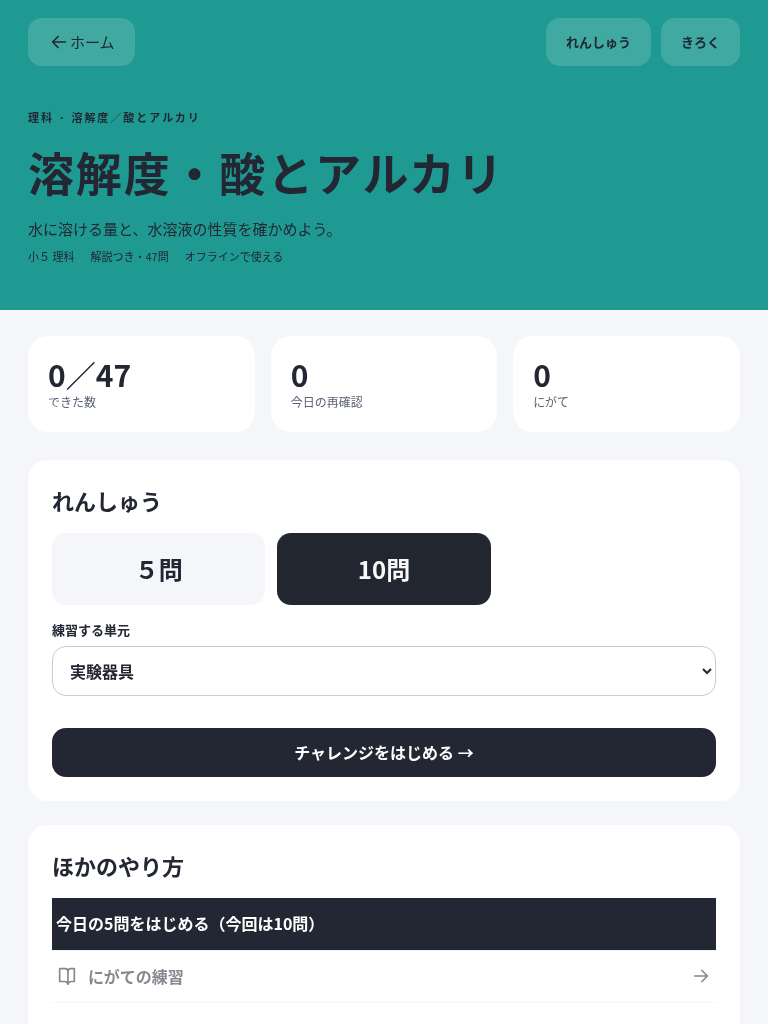 ← ホーム
れんしゅう
きろく
理科 · 溶解度／酸とアルカリ
溶解度・酸とアルカリ
水に溶ける量と、水溶液の性質を確かめよう。
小５ 理科 解説つき・47問 オフラインで使える
0／47
できた数
0
今日の再確認
0
にがて
れんしゅう
５問
10問
練習する単元
実験器具
チャレンジをはじめる →
ほかのやり方
今日の5問をはじめる（今回は10問）
にがての練習 →